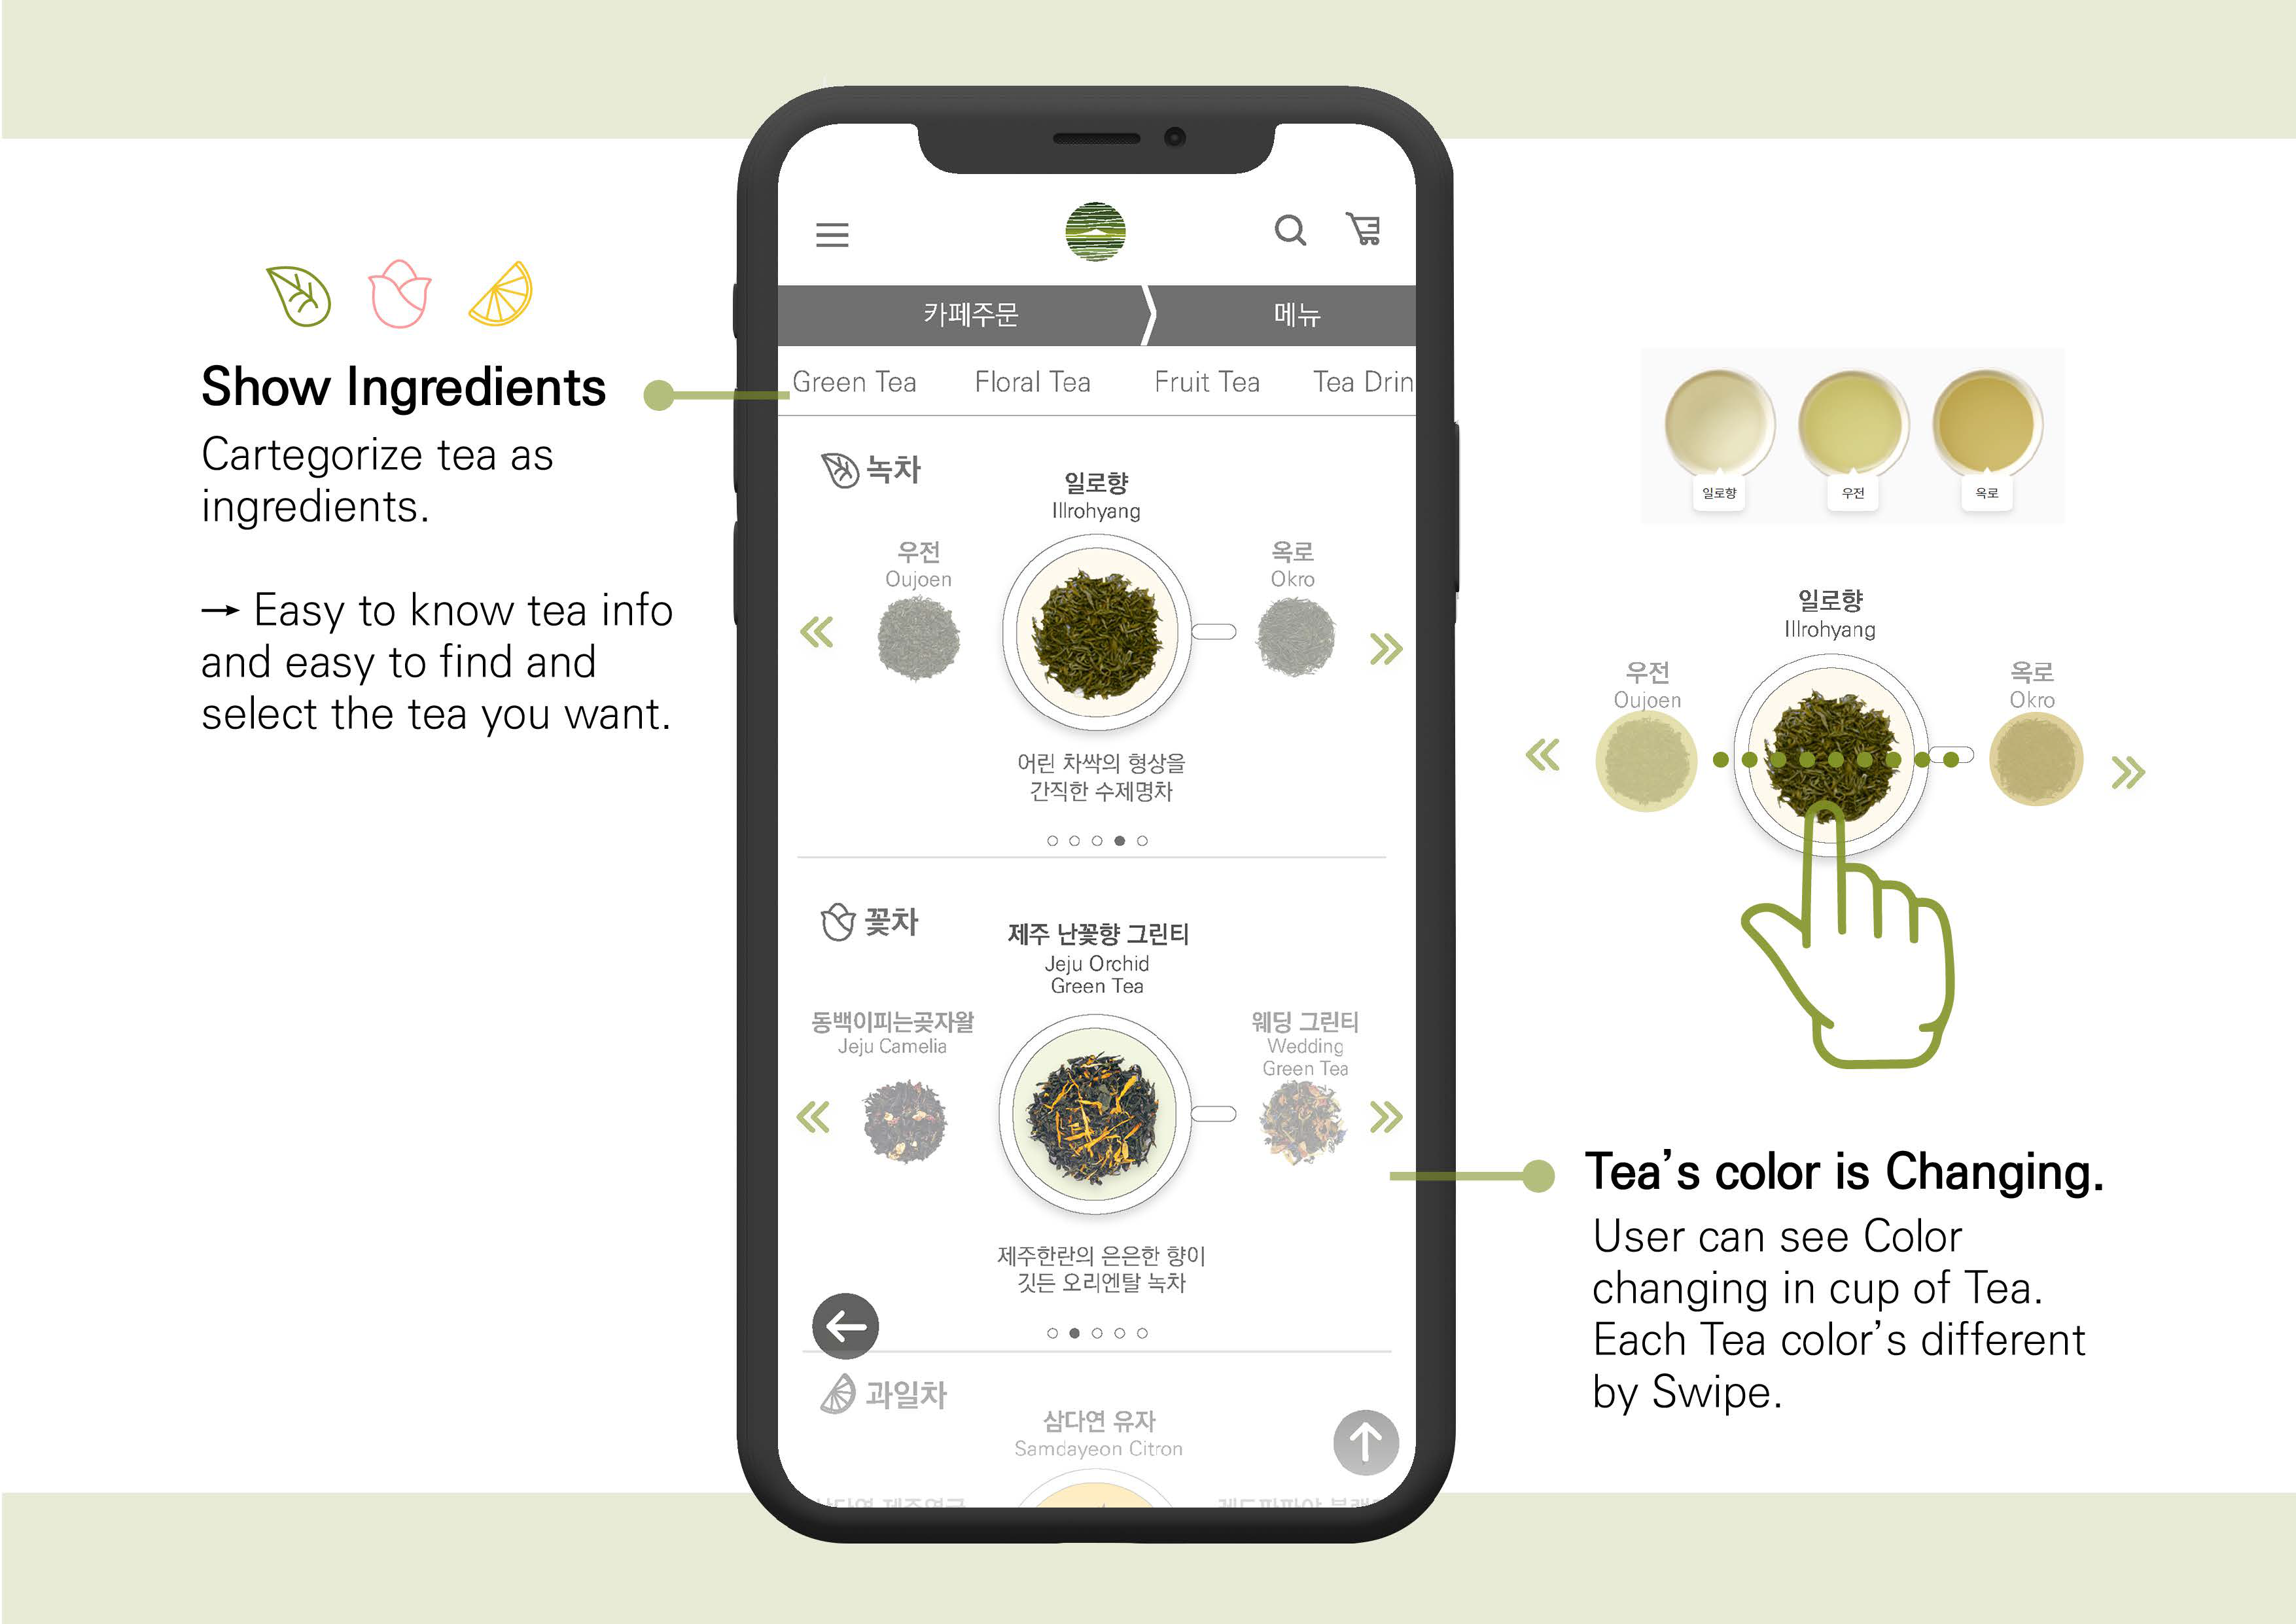 Show Ingredients
Cartegorize tea as
ingredients.
→ Easy to know tea info
and easy to find and
select the tea you want.
카페주문
메뉴
Green Tea
Floral Tea
Fruit Tea
Tea Drin
녹차
일로향
Illrohyang
우전
Oujoen
옥로
Okro
어린 차싹의 형상을
간직한 수제명차
꽃차
제주 난꽃향 그린티
Jeju Orchid
Green Tea
동백이피는곶자왈
Jeju Camelia
웨딩 그린티
Wedding
Green Tea
제주한란의 은은한 향이
깃든 오리엔탈 녹차
과일차
삼다연 유자
Samdayeon Citron
일로향
우전
옥로
일로향
Illrohyang
우전
Oujoen
옥로
Okro
Tea's color is Changing.
User can see Color
changing in cup of Tea.
Each Tea color's different
by Swipe.